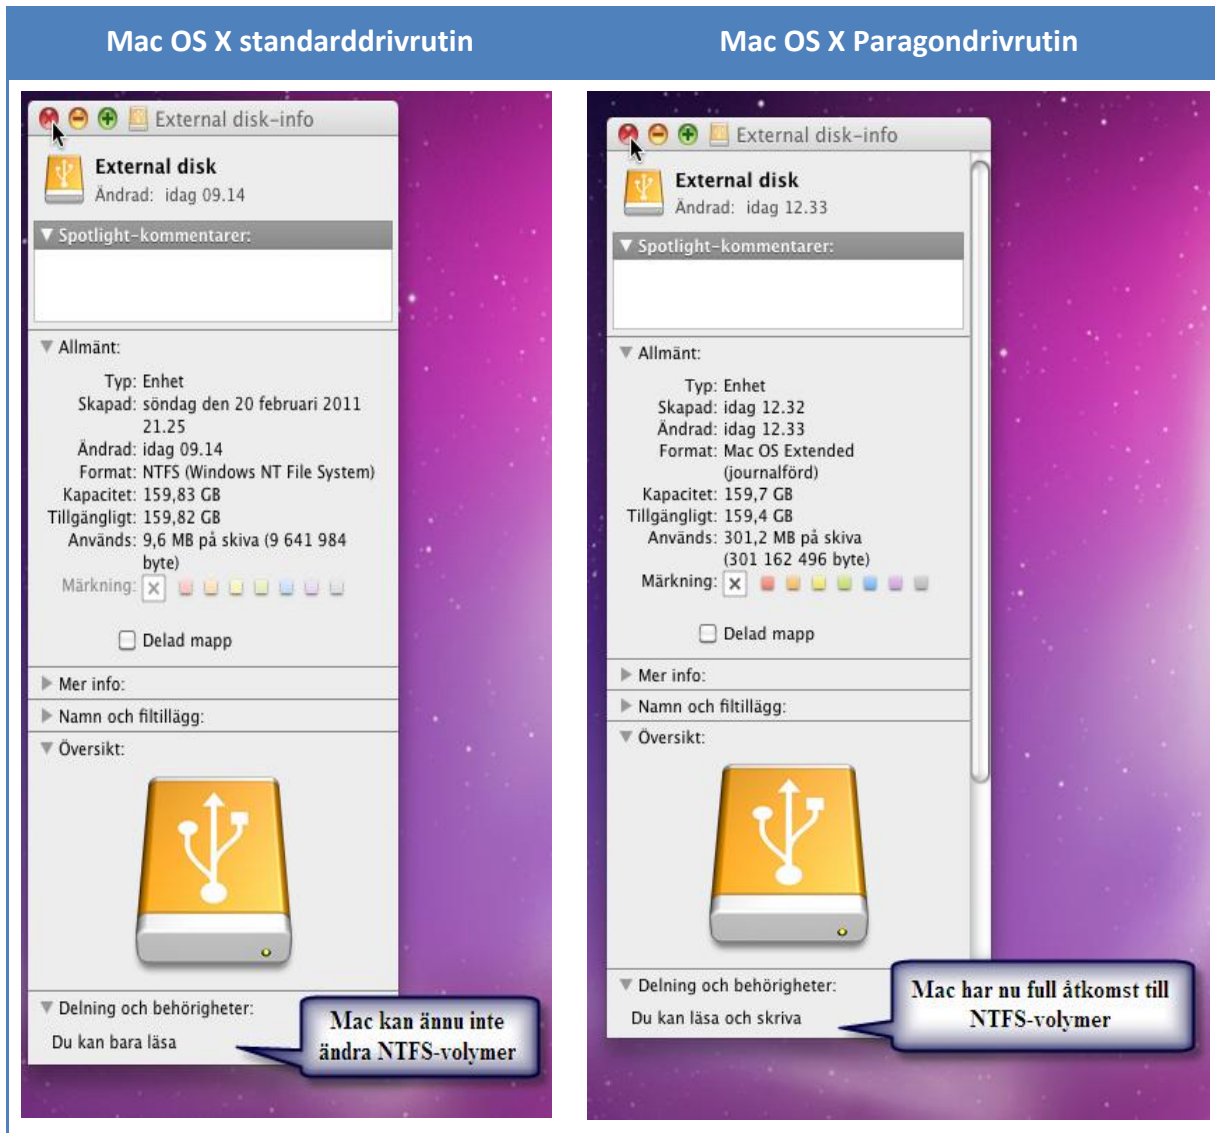 Mac OS X standarddrivrutin
External disk-info
External disk
Ändrad: idag 09.14
Spotlight-kommentarer:
Allmänt:
Typ: Enhet
Skapad: söndag den 20 februari 2011
21.25
Ändrad: idag 09.14
Format: NTFS (Windows NT File System)
Kapacitet: 159,83 GB
Tillgängligt: 159,82 GB
Används: 9,6 MB på skiva (9 641 984
byte)
Märkning:
Delad mapp
Mer info:
Namn och filtillägg:
Översikt:
Delning och behörigheter:
Du kan bara läsa
Mac kan ännu inte
ändra NTFS-volymer
Mac OS X Paragondrivrutin
External disk-info
External disk
Ändrad: idag 12.33
Spotlight-kommentarer:
Allmänt:
Typ: Enhet
Skapad: idag 12.32
Ändrad: idag 12.33
Format: Mac OS Extended
(journalförd)
Kapacitet: 159,7 GB
Tillgängligt: 159,4 GB
Används: 301,2 MB på skiva
(301 162 496 byte)
Märkning:
Delad mapp
Mer info:
Namn och filtillägg:
Översikt:
Delning och behörigheter:
Du kan läsa och skriva
Mac har nu full åtkomst till
NTFS-volymer